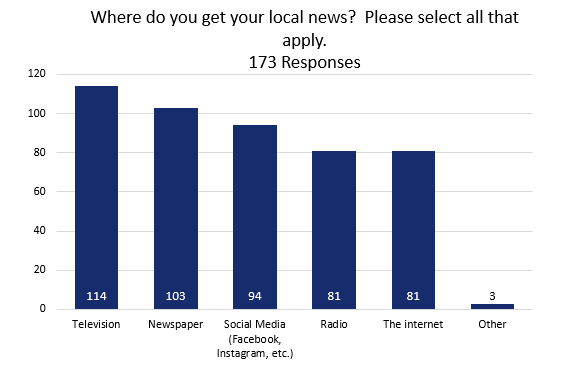 Where do you get your local news?  Please select all that
apply.
173 Responses
120
100
80
60
40
20
0
114
103
94
81
81
3
Television
Newspaper
Social Media
(Facebook,
Instagram, etc.)
Radio
The internet
Other